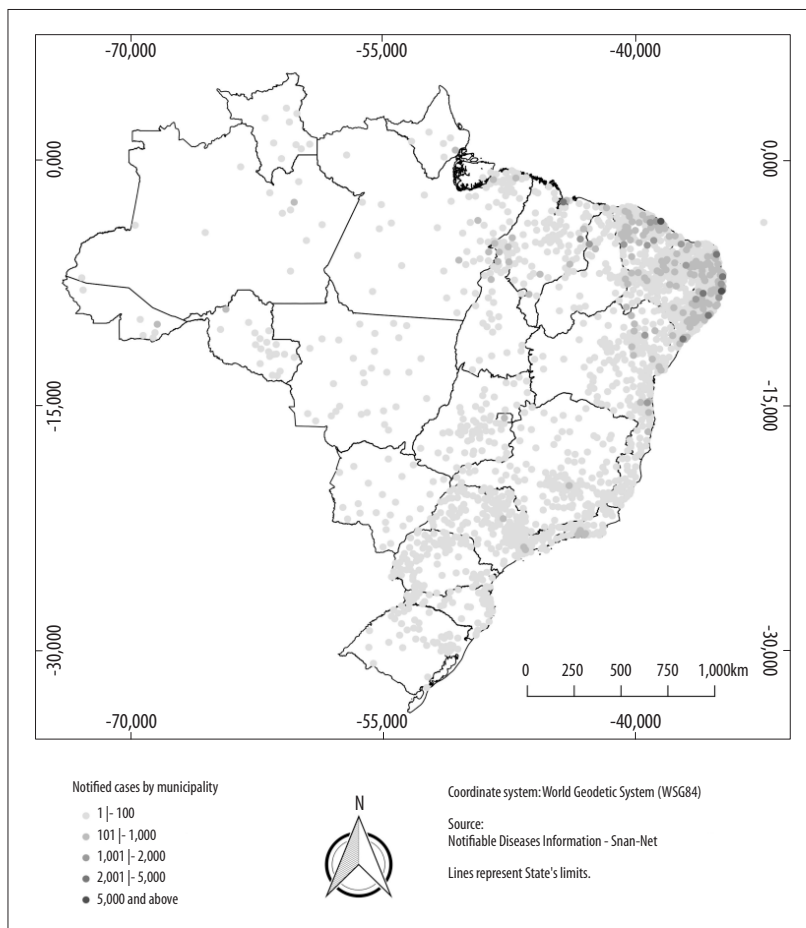 -70,000 -55,000 -40,000
0,000 0,000
-15,000 -15,000
-30,000 -30,000
0 250 500 750 1,000km
-70,000 -55,000 -40,000
Notified cases by municipality
1 |- 100
101 |- 1,000
1,001 |- 2,000
2,001 |- 5,000
5,000 and above
N
Coordinate system: World Geodetic System (WSG84)
Source:
Notifiable Diseases Information - Snan-Net
Lines represent State's limits.